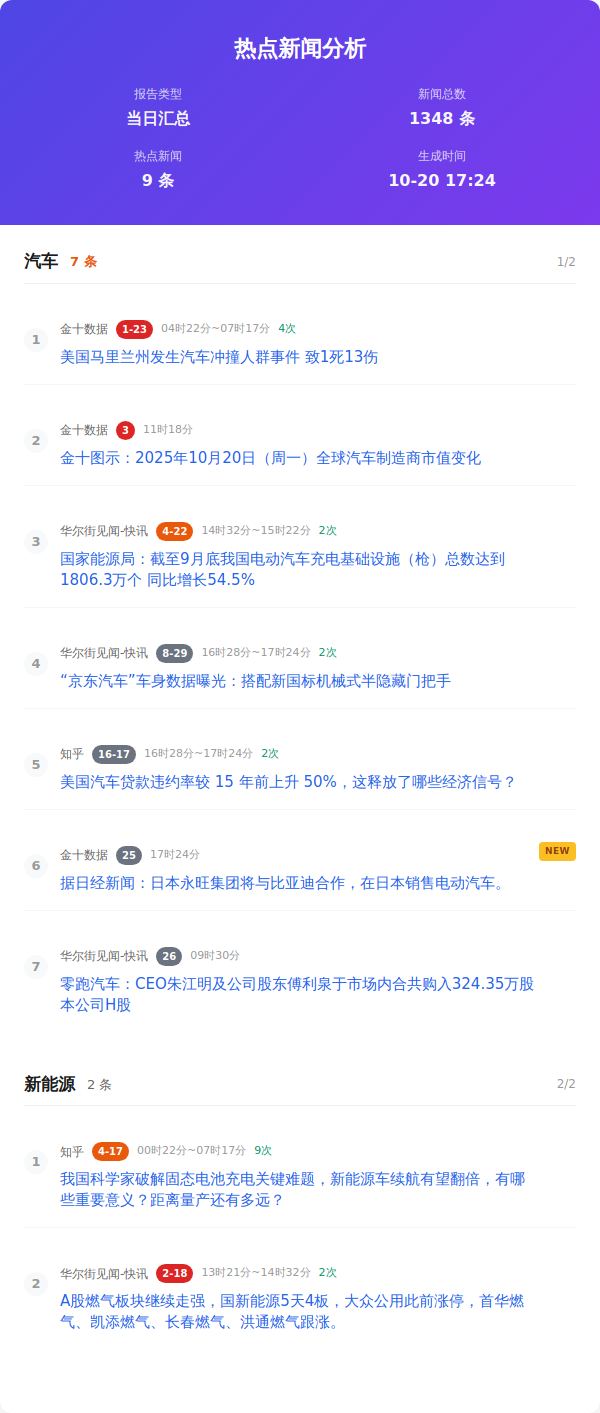 热点新闻分析
报告类型
新闻总数
当日汇总
1348 条
热点新闻
生成时间
9 条
10-20 17:24
汽车 7 条 1/2
1
金十数据 1-23 04时22分~07时17分 4次
美国马里兰州发生汽车冲撞人群事件 致1死13伤
2
金十数据 3 11时18分
金十图示：2025年10月20日（周一）全球汽车制造商市值变化
3
华尔街见闻-快讯 4-22 14时32分~15时22分 2次
国家能源局：截至9月底我国电动汽车充电基础设施（枪）总数达到
1806.3万个 同比增长54.5%
4
华尔街见闻-快讯 8-29 16时28分~17时24分 2次
“京东汽车”车身数据曝光：搭配新国标机械式半隐藏门把手
5
知乎 16-17 16时28分~17时24分 2次
美国汽车贷款违约率较 15 年前上升 50%，这释放了哪些经济信号？
6
金十数据 25 17时24分 NEW
据日经新闻：日本永旺集团将与比亚迪合作，在日本销售电动汽车。
7
华尔街见闻-快讯 26 09时30分
零跑汽车：CEO朱江明及公司股东傅利泉于市场内合共购入324.35万股
本公司H股
新能源 2 条 2/2
1
知乎 4-17 00时22分~07时17分 9次
我国科学家破解固态电池充电关键难题，新能源车续航有望翻倍，有哪
些重要意义？距离量产还有多远？
2
华尔街见闻-快讯 2-18 13时21分~14时32分 2次
A股燃气板块继续走强，国新能源5天4板，大众公用此前涨停，首华燃
气、凯添燃气、长春燃气、洪通燃气跟涨。